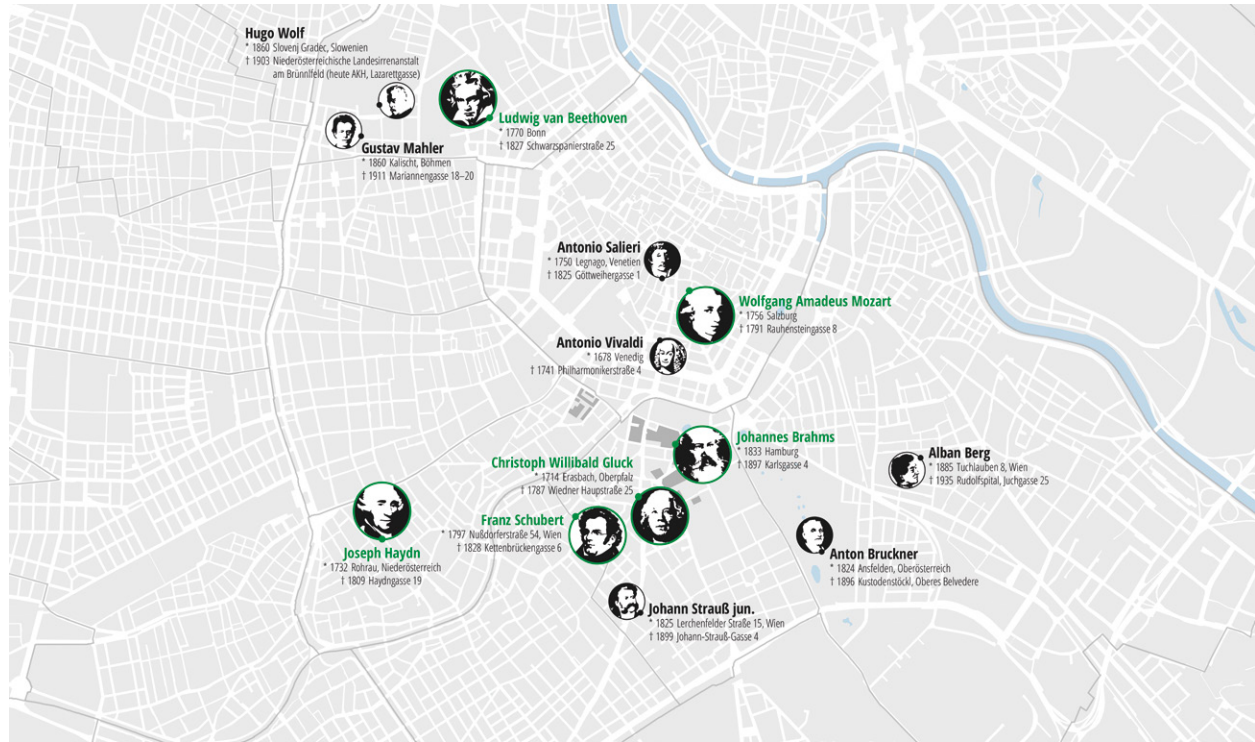 Hugo Wolf
* 1860 Slovenj Gradec, Slowenien
† 1903 Niederösterreichische Landesirrenanstalt
am Brünnlfeld (heute AKH, Lazarettgasse)
Ludwig van Beethoven
* 1770 Bonn
† 1827 Schwarzspanierstraße 25
Gustav Mahler
* 1860 Kalischt, Böhmen
† 1911 Mariannengasse 18–20
Antonio Salieri
* 1750 Legnago, Venetien
† 1825 Göttweihergasse 1
Wolfgang Amadeus Mozart
* 1756 Salzburg
† 1791 Rauhensteingasse 8
Antonio Vivaldi
* 1678 Venedig
† 1741 Philharmonikerstraße 4
Johannes Brahms
* 1833 Hamburg
† 1897 Karlsgasse 4
Christoph Willibald Gluck
* 1714 Erasbach, Oberpfalz
† 1787 Wiedner Haupstraße 25
Alban Berg
* 1885 Tuchlauben 8, Wien
† 1935 Rudolfspital, Juchgasse 25
Franz Schubert
* 1797 Nußdorferstraße 54, Wien
† 1828 Kettenbrückengasse 6
Joseph Haydn
* 1732 Rohrau, Niederösterreich
† 1809 Haydngasse 19
Anton Bruckner
* 1824 Ansfelden, Oberösterreich
† 1896 Kustodenstöckl, Oberes Belvedere
Johann Strauß jun.
* 1825 Lerchenfelder Straße 15, Wien
† 1899 Johann-Strauß-Gasse 4